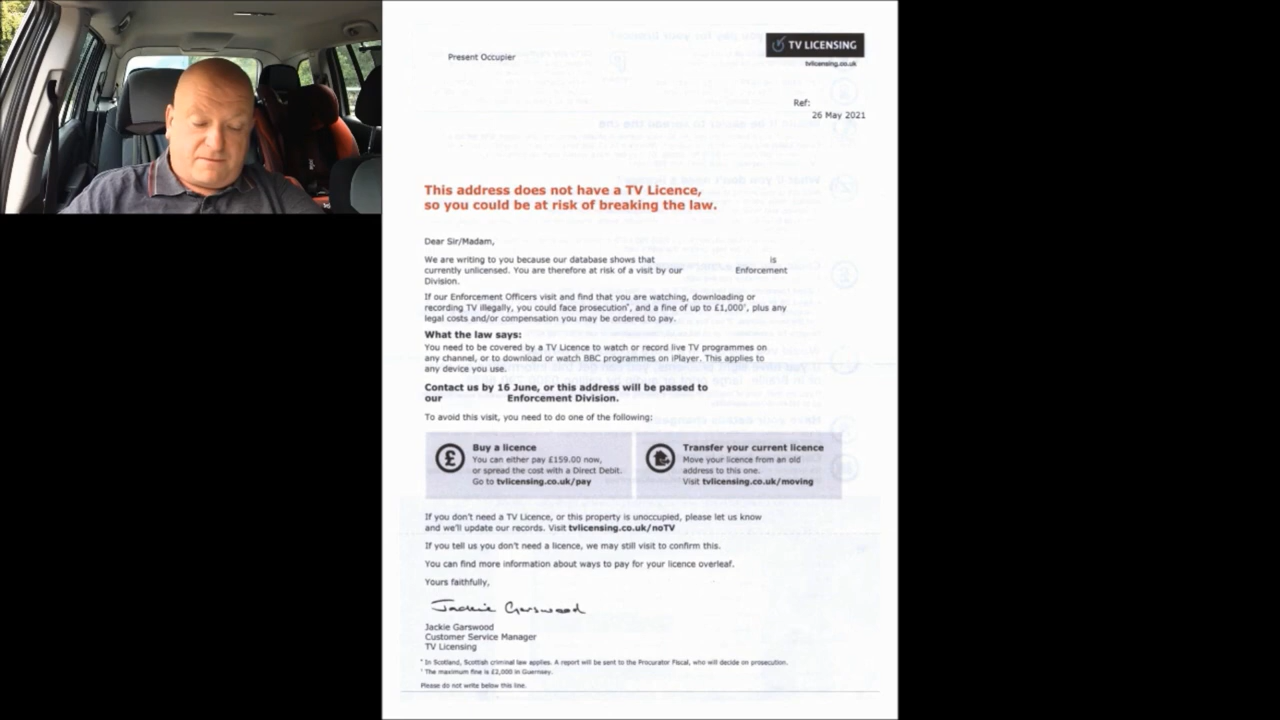 Present Occupier
TV LICENSING
tvlicensing.co.uk
Ref:
26 May 2021
This address does not have a TV Licence,
so you could be at risk of breaking the law.
Dear Sir/Madam,
We are writing to you because our database shows that is
currently unlicensed. You are therefore at risk of a visit by our Enforcement
Division.
If our Enforcement Officers visit and find that you are watching, downloading or
recording TV illegally, you could face prosecution*, and a fine of up to £1,000†, plus any
legal costs and/or compensation you may be ordered to pay.
What the law says:
You need to be covered by a TV Licence to watch or record live TV programmes on
any channel, or to download or watch BBC programmes on iPlayer. This applies to
any device you use.
Contact us by 16 June, or this address will be passed to
our Enforcement Division.
To avoid this visit, you need to do one of the following:
Buy a licence
You can either pay £159.00 now,
or spread the cost with a Direct Debit.
Go to tvlicensing.co.uk/pay
Transfer your current licence
Move your licence from an old
address to this one.
Visit tvlicensing.co.uk/moving
If you don't need a TV Licence, or this property is unoccupied, please let us know
and we'll update our records. Visit tvlicensing.co.uk/noTV
If you tell us you don't need a licence, we may still visit to confirm this.
You can find more information about ways to pay for your licence overleaf.
Yours faithfully,
Jackie Garswood
Jackie Garswood
Customer Service Manager
TV Licensing
* In Scotland, Scottish criminal law applies. A report will be sent to the Procurator Fiscal, who will decide on prosecution.
† The maximum fine is £2,000 in Guernsey.
Please do not write below this line.